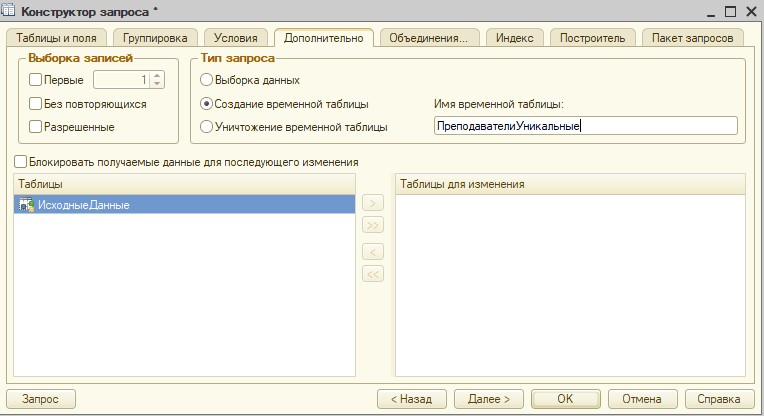 Конструктор запроса *
Таблицы и поля Группировка Условия Дополнительно Объединения... Индекс Построитель Пакет запросов
Выборка записей Тип запроса
Первые 1 Выборка данных
Без повторяющихся Создание временной таблицы Имя временной таблицы:
Разрешенные Уничтожение временной таблицы ПреподавателиУникальные
Блокировать получаемые данные для последующего изменения
Таблицы Таблицы для изменения
ИсходныеДанные >
>>
<
<<
Запрос < Назад Далее > OK Отмена Справка